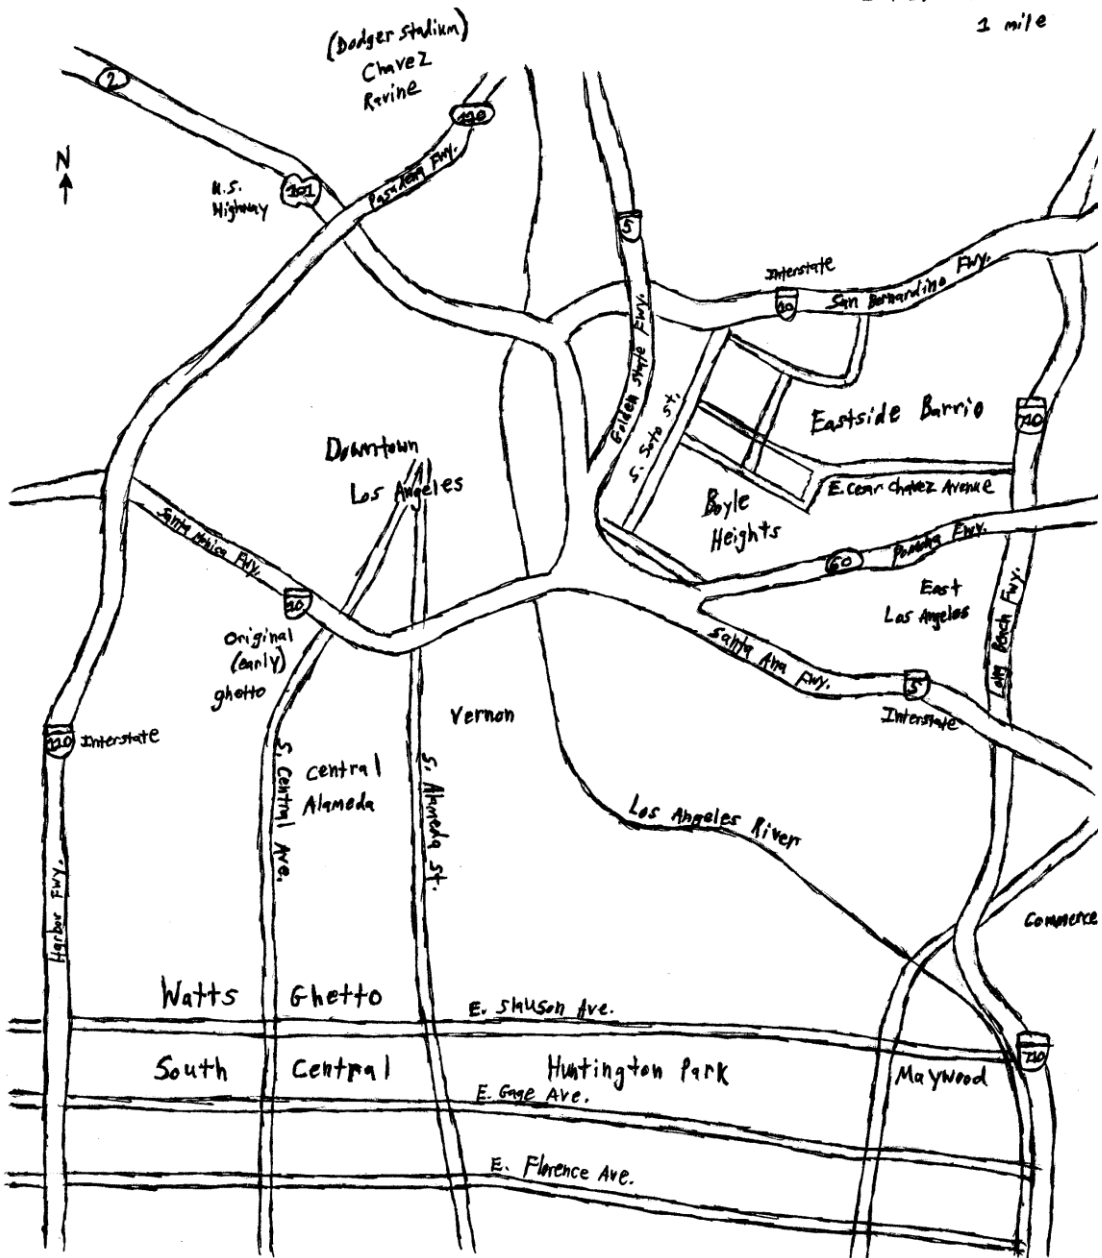 1 mile
(Dodger Stadium)
Chavez
Ravine
2
110
N
U.S.
Highway
101
Pasadena Fwy.
5
Interstate
10
San Bernardino Fwy.
Golden State Fwy.
S. Soto St.
Eastside Barrio
710
Downtown
Los Angeles
E. Cesar Chavez Avenue
Boyle
Heights
Santa Monica Fwy.
60
Pomona Fwy.
10
East
Los Angeles
Long Beach Fwy.
Original
(early)
ghetto
Santa Ana Fwy.
5
Interstate
Vernon
110
Interstate
S. Central Ave.
Central
Alameda
S. Alameda St.
Los Angeles River
Harbor Fwy.
Commerce
Watts Ghetto
E. Slauson Ave.
710
South Central
Huntington Park
Maywood
E. Gage Ave.
E. Florence Ave.